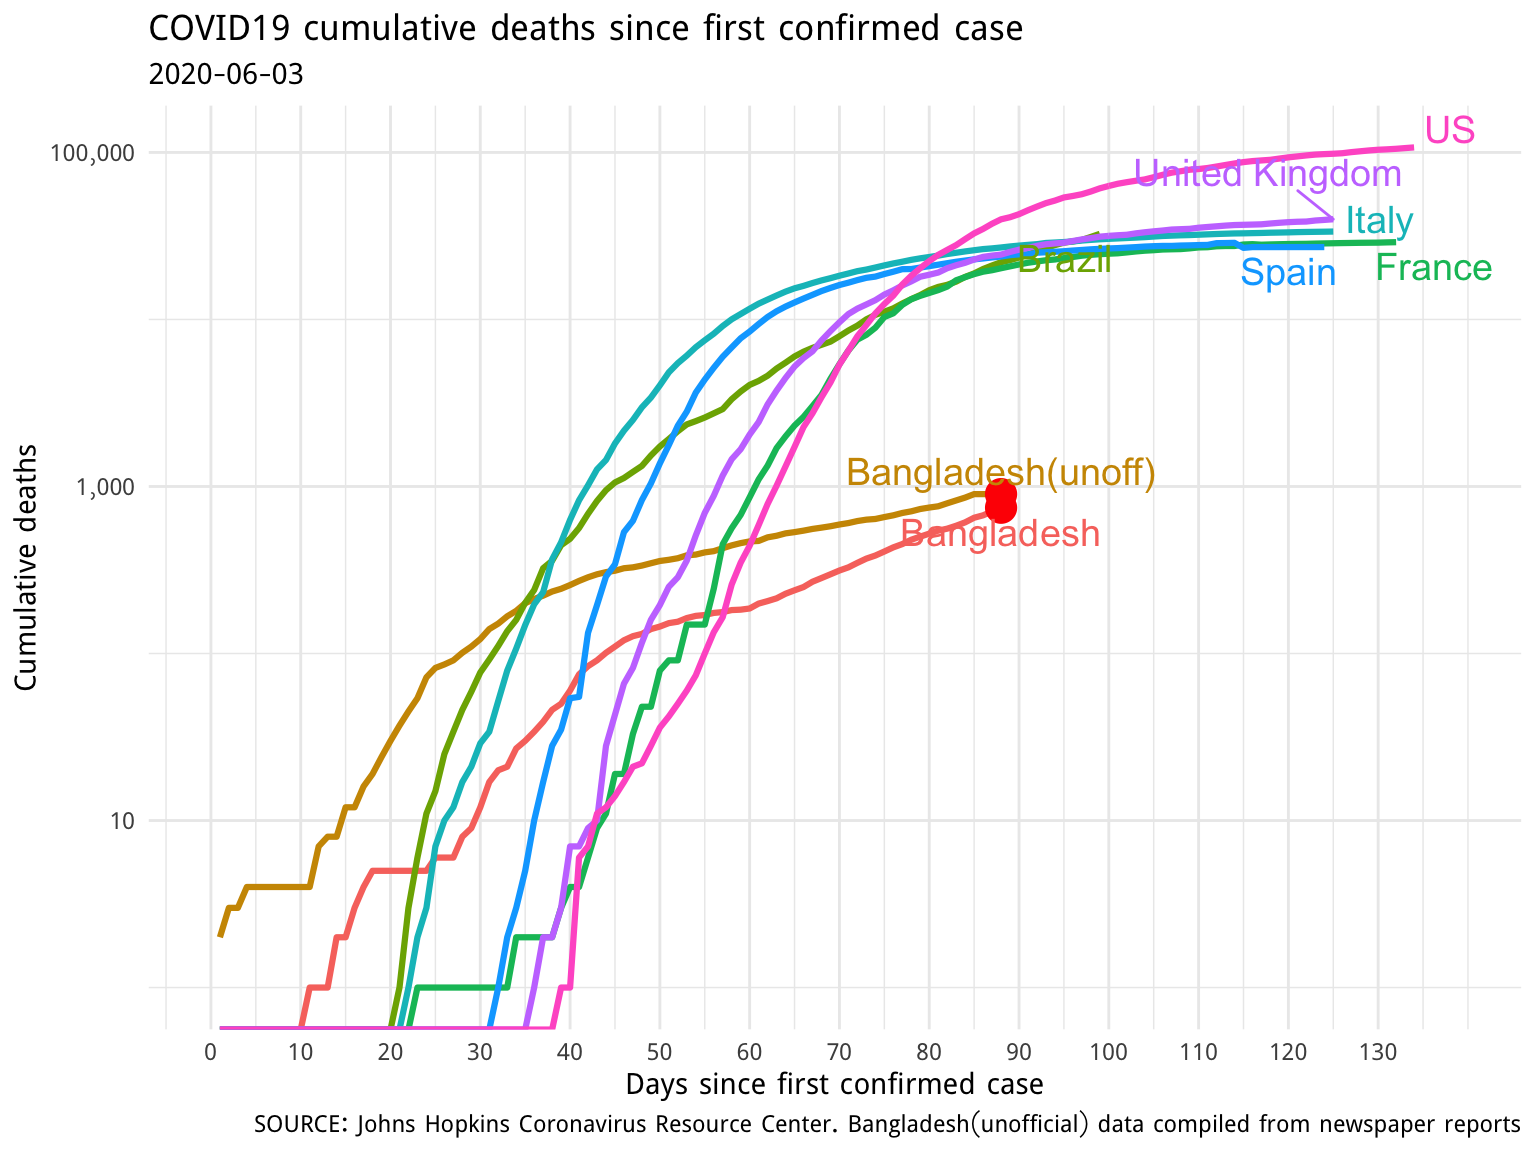 COVID19 cumulative deaths since first confirmed case
2020-06-03
Cumulative deaths
100,000
1,000
10
US
United Kingdom
Italy
Brazil
Spain
France
Bangladesh(unoff)
Bangladesh
0 10 20 30 40 50 60 70 80 90 100 110 120 130
Days since first confirmed case
SOURCE: Johns Hopkins Coronavirus Resource Center. Bangladesh(unofficial) data compiled from newspaper reports